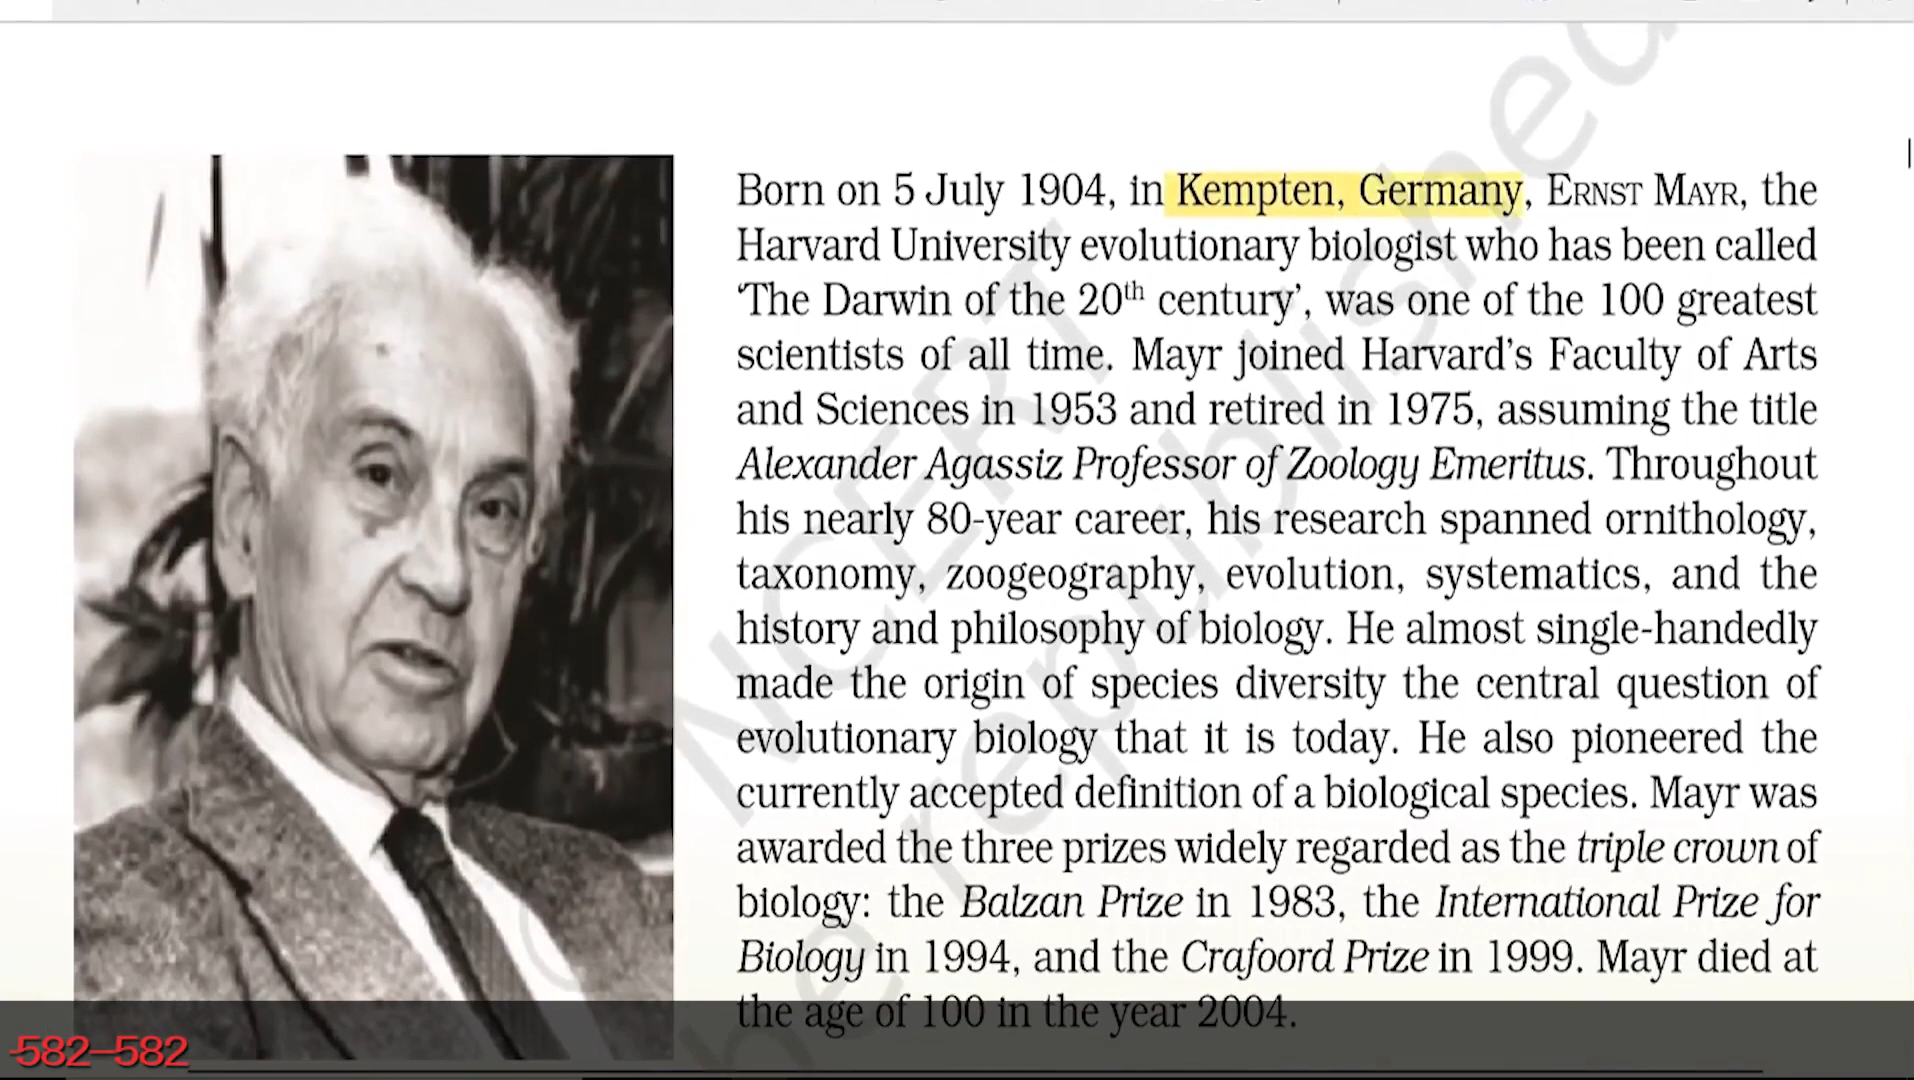 Born on 5 July 1904, in Kempten, Germany, ERNST MAYR, the
Harvard University evolutionary biologist who has been called
‘The Darwin of the 20th century’, was one of the 100 greatest
scientists of all time. Mayr joined Harvard’s Faculty of Arts
and Sciences in 1953 and retired in 1975, assuming the title
Alexander Agassiz Professor of Zoology Emeritus. Throughout
his nearly 80-year career, his research spanned ornithology,
taxonomy, zoogeography, evolution, systematics, and the
history and philosophy of biology. He almost single-handedly
made the origin of species diversity the central question of
evolutionary biology that it is today. He also pioneered the
currently accepted definition of a biological species. Mayr was
awarded the three prizes widely regarded as the triple crown of
biology: the Balzan Prize in 1983, the International Prize for
Biology in 1994, and the Crafoord Prize in 1999. Mayr died at
the age of 100 in the year 2004.
© NCERT
be republished
-582–582